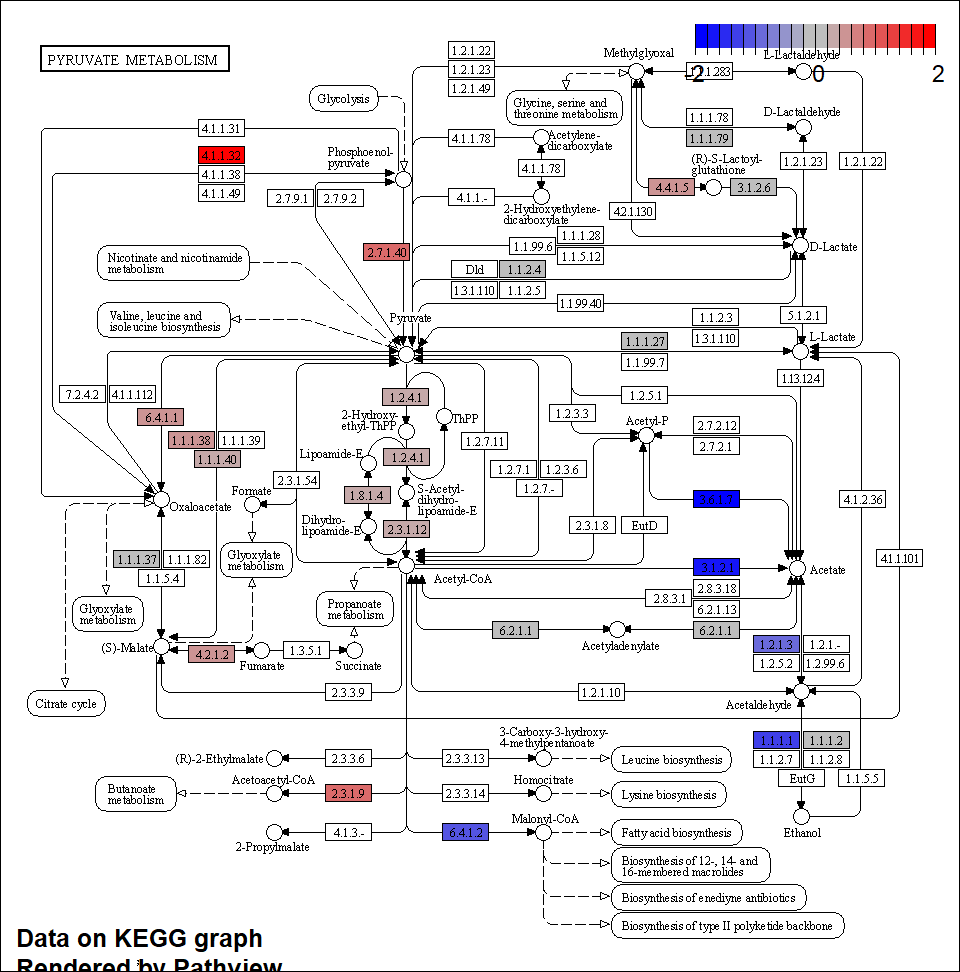 PYRUVATE METABOLISM
-2
0
2
1.2.1.22
1.2.1.23
1.2.1.49
Methylglyoxal
1.1.1.283
L-Lactaldehyde
Glycolysis
Glycine, serine and
threonine metabolism
4.1.1.31
4.1.1.32
4.1.1.38
4.1.1.49
Phosphoenol-
pyruvate
4.1.1.78
Acetylene-
dicarboxylate
4.1.1.78
4.1.1.-
2-Hydroxyethylene-
dicarboxylate
1.1.1.78
1.1.1.79
D-Lactaldehyde
(R)-S-Lactoyl-
glutathione
4.4.1.5
3.1.2.6
1.2.1.23
1.2.1.22
2.7.9.1
2.7.9.2
4.2.1.130
2.7.1.40
1.1.99.6
1.1.1.28
1.1.5.12
D-Lactate
Nicotinate and nicotinamide
metabolism
Dld
1.1.2.4
1.3.1.110
1.1.2.5
1.1.99.40
Valine, leucine and
isoleucine biosynthesis
Pyruvate
1.1.2.3
1.3.1.110
5.1.2.1
L-Lactate
1.1.1.27
1.1.99.7
1.13.12.4
7.2.4.2
4.1.1.112
6.4.1.1
1.1.1.38
1.1.1.39
1.1.1.40
1.2.4.1
ThPP
2-Hydroxy-
ethyl-ThPP
1.2.5.1
1.2.3.3
Acetyl-P
2.7.2.12
2.7.2.1
1.2.7.11
Lipoamide-E
1.2.4.1
1.2.7.1
1.2.3.6
1.2.7.-
2.3.1.54
Formate
1.8.1.4
S-Acetyl-
dihydro-
lipoamide-E
Oxaloacetate
Dihydro-
lipoamide-E
2.3.1.12
2.3.1.8
EutD
4.1.2.36
1.1.1.37
1.1.1.82
1.1.5.4
Glyoxylate
metabolism
Glyoxylate
metabolism
Acetyl-CoA
3.1.2.1
Acetate
4.1.1.101
2.8.3.18
2.8.3.1
6.2.1.13
Propanoate
metabolism
6.2.1.1
6.2.1.1
Acetyladenylate
(S)-Malate
4.2.1.2
Fumarate
1.3.5.1
Succinate
1.2.1.3
1.2.1.-
1.2.5.2
1.2.99.6
Citrate cycle
2.3.3.9
1.2.1.10
Acetaldehyde
(R)-2-Ethylmalate
2.3.3.6
2.3.3.13
3-Carboxy-3-hydroxy-
4-methylpentanoate
Leucine biosynthesis
1.1.1.1
1.1.1.2
1.1.2.7
1.1.2.8
EutG
1.1.5.5
Butanoate
metabolism
Acetoacetyl-CoA
2.3.1.9
2.3.3.14
Homocitrate
Lysine biosynthesis
Ethanol
2-Propylmalate
4.1.3.-
6.4.1.2
Malonyl-CoA
Fatty acid biosynthesis
Biosynthesis of 12-, 14- and
16-membered macrolides
Biosynthesis of enediyne antibiotics
Biosynthesis of type II polyketide backbone
Data on KEGG graph
Rendered by Pathview